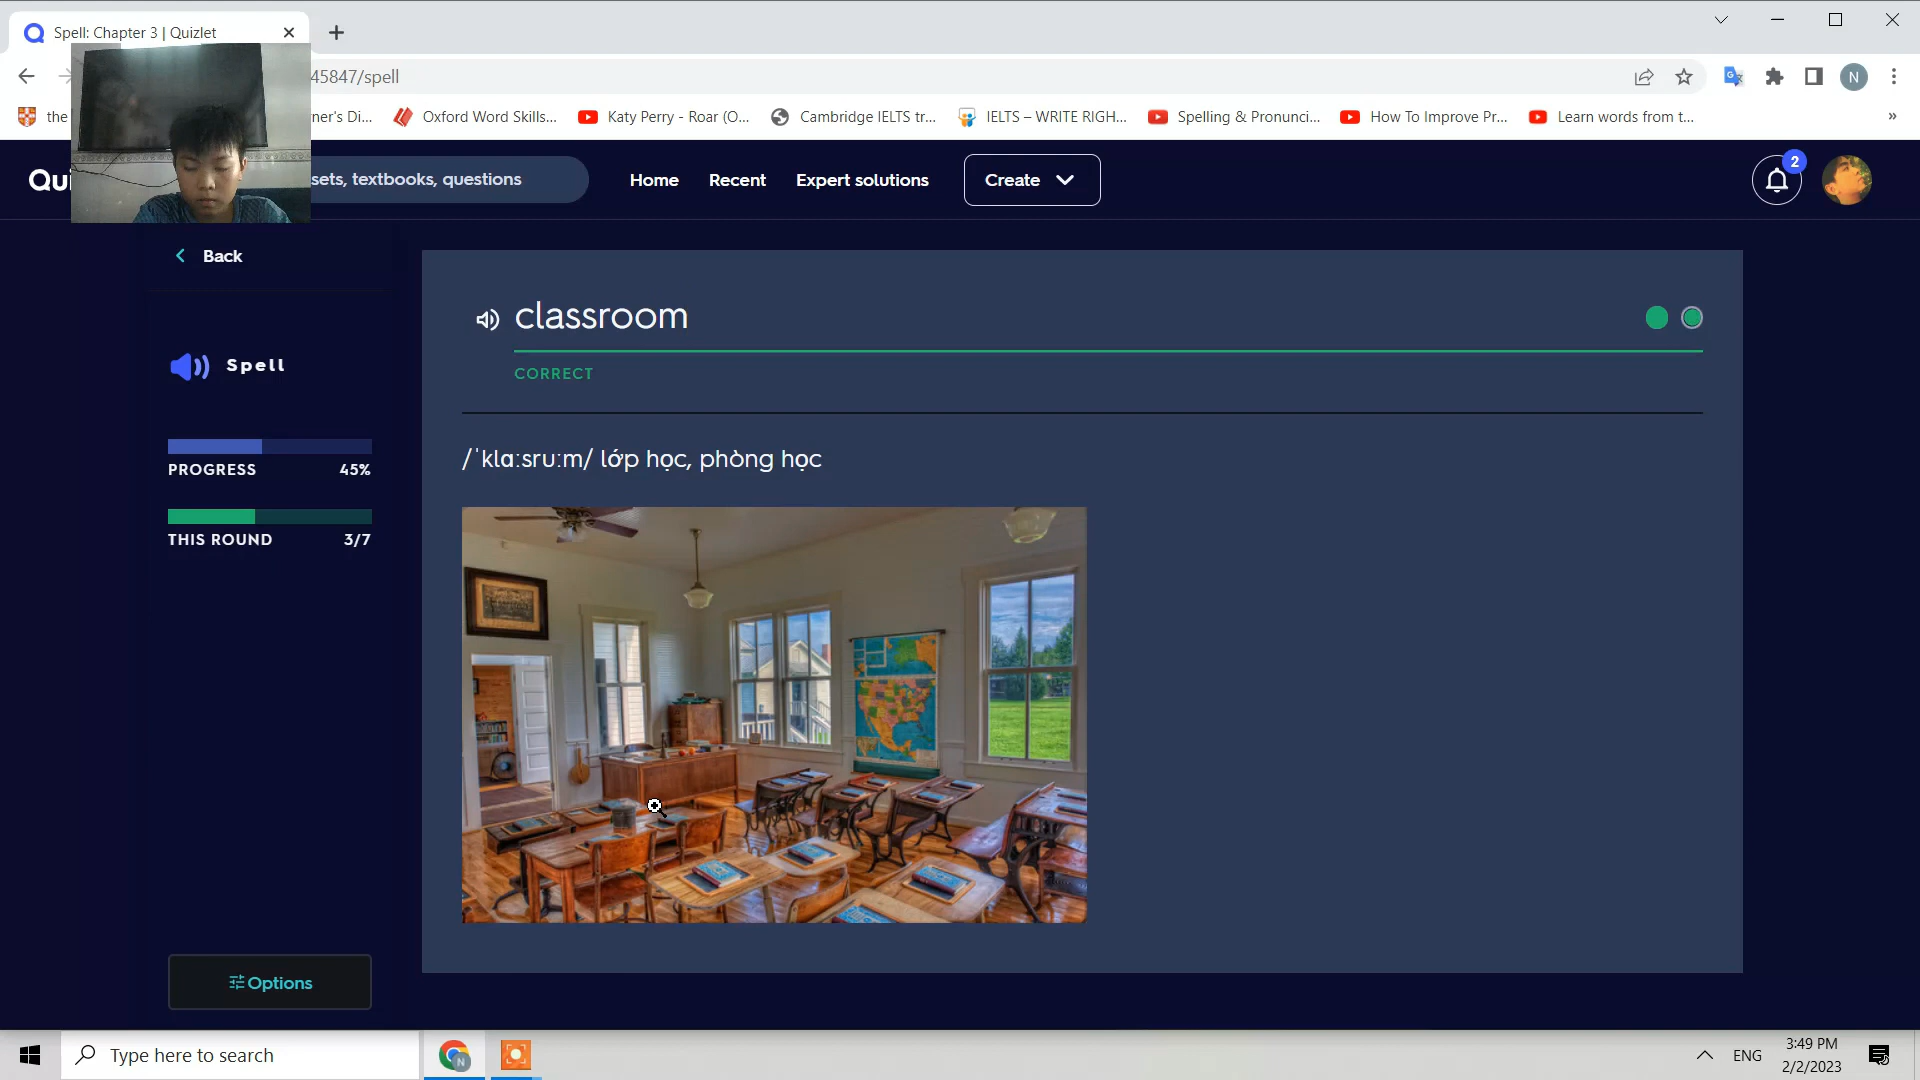 Spell: Chapter 3 | Quizlet
45847/spell
the
ner's Di...
Oxford Word Skills...
Katy Perry - Roar (O...
Cambridge IELTS tr...
IELTS – WRITE RIGH...
Spelling & Pronunci...
How To Improve Pr...
Learn words from t...
»
N
Qui
sets, textbooks, questions
Home
Recent
Expert solutions
Create
2
Back
classroom
CORRECT
Spell
PROGRESS 45%
THIS ROUND 3/7
/ˈklɑːsruːm/ lớp học, phòng học
Options
Type here to search
N
ENG
3:49 PM
2/2/2023